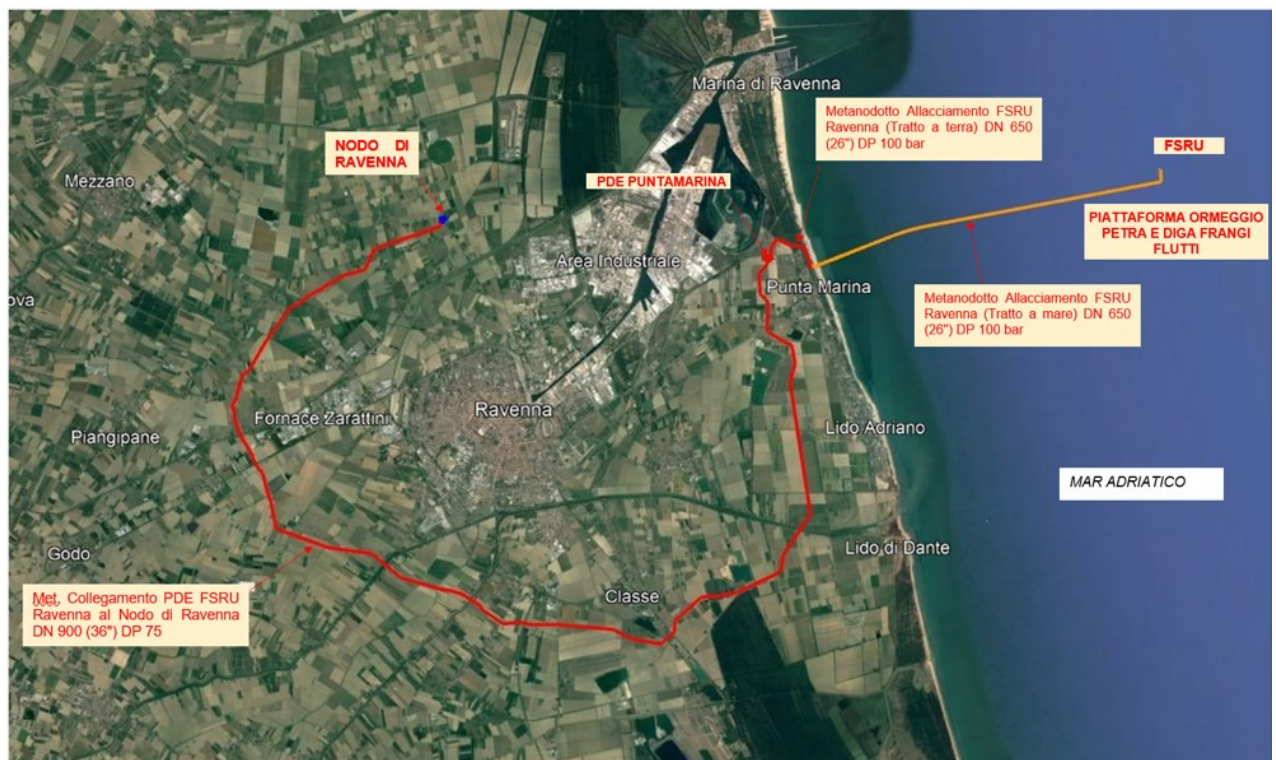 Marina di Ravenna
Metanodotto Allacciamento FSRU
Ravenna (Tratto a terra) DN 650
(26") DP 100 bar
NODO DI
RAVENNA
FSRU
Mezzano
PDE PUNTAMARINA
PIATTAFORMA ORMEGGIO
PETRA E DIGA FRANGI
FLUTTI
Area Industriale
Punta Marina
ova
Metanodotto Allacciamento FSRU
Ravenna (Tratto a mare) DN 650
(26") DP 100 bar
Ravenna
Fornace Zarattini
Piangipane
Lido Adriano
MAR ADRIATICO
Godo
Lido di Dante
Classe
Met. Collegamento PDE FSRU
Ravenna al Nodo di Ravenna
DN 900 (36") DP 75